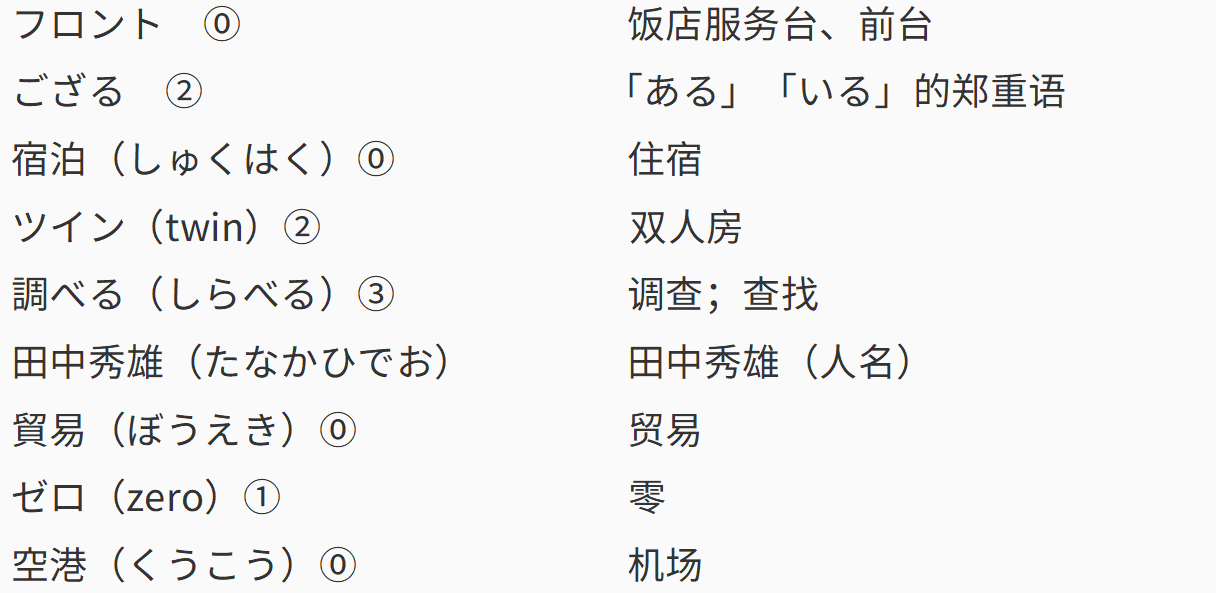 フロント　⓪　饭店服务台、前台
ござる　②　「ある」「いる」的郑重语
宿泊（しゅくはく）⓪　住宿
ツイン（twin）②　双人房
調べる（しらべる）③　调查；查找
田中秀雄（たなかひでお）　田中秀雄（人名）
貿易（ぼうえき）⓪　贸易
ゼロ（zero）①　零
空港（くうこう）⓪　机场